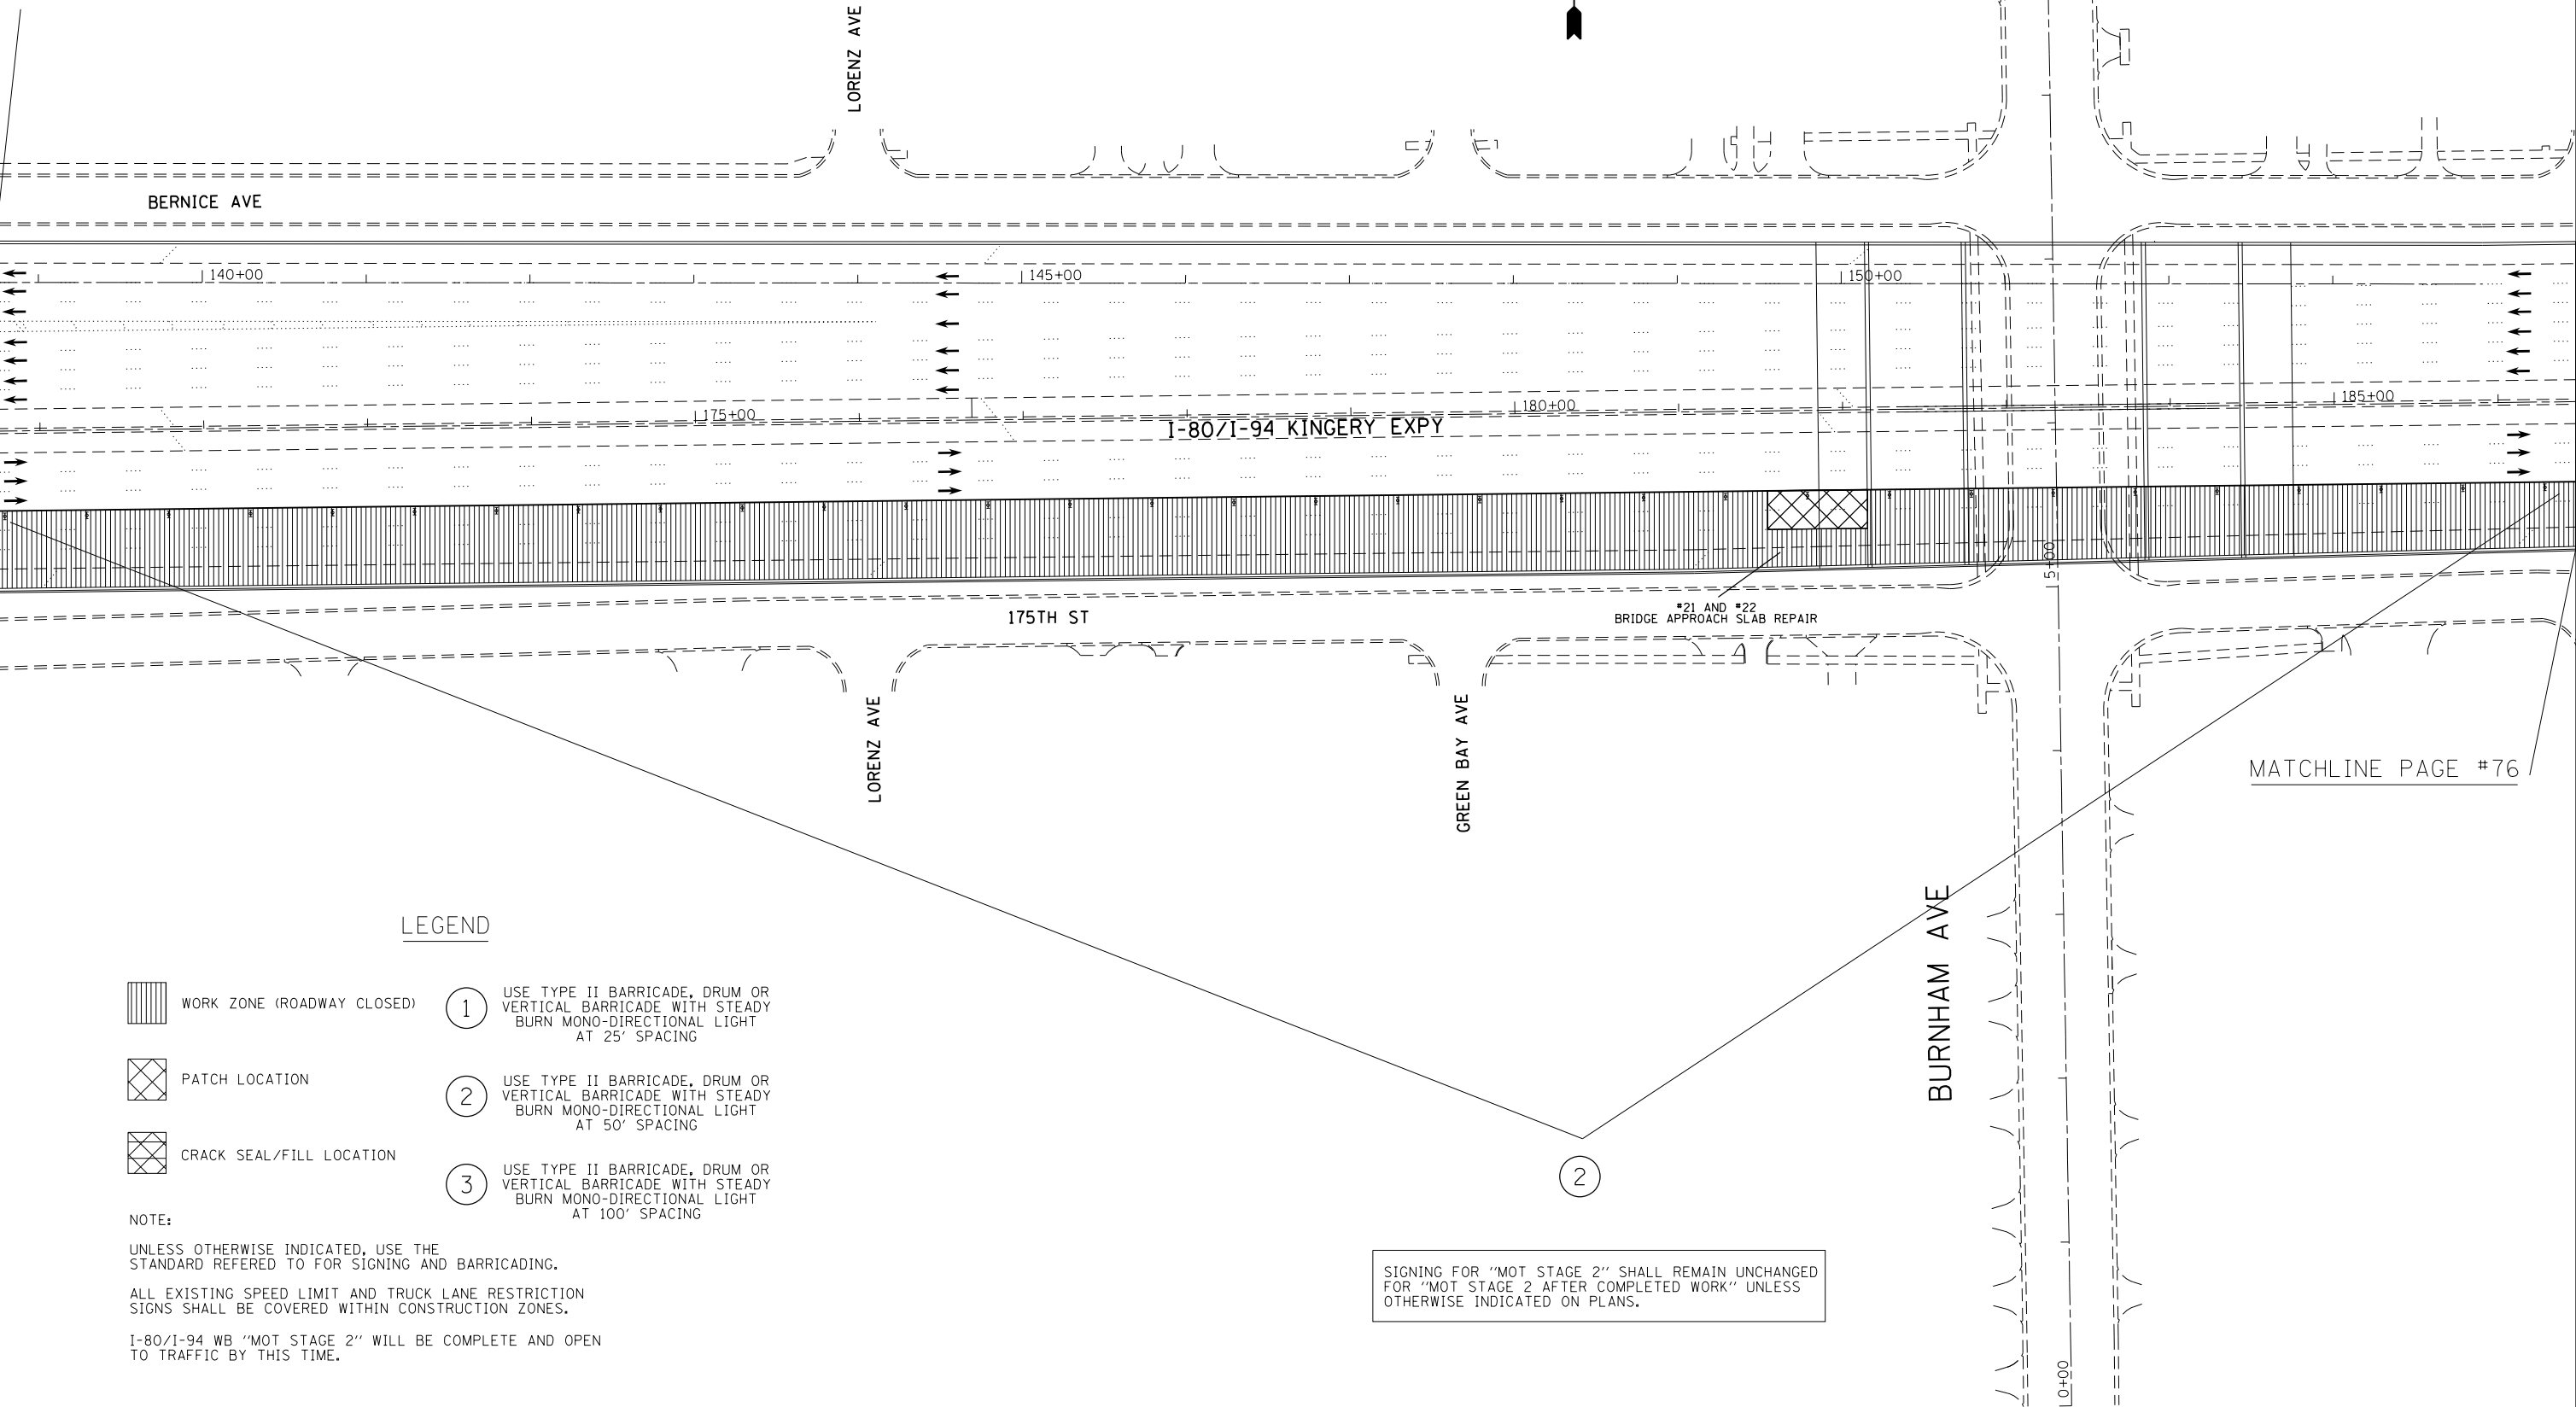 LORENZ AVE
BERNICE AVE
140+00
145+00
150+00
175+00
180+00
185+00
I-80/I-94 KINGERY EXPY
5+00
175TH ST
#21 AND #22
BRIDGE APPROACH SLAB REPAIR
LORENZ AVE
GREEN BAY AVE
MATCHLINE PAGE #76
BURNHAM AVE
LEGEND
WORK ZONE (ROADWAY CLOSED)
PATCH LOCATION
CRACK SEAL/FILL LOCATION
1
USE TYPE II BARRICADE, DRUM OR
VERTICAL BARRICADE WITH STEADY
BURN MONO-DIRECTIONAL LIGHT
AT 25' SPACING
2
USE TYPE II BARRICADE, DRUM OR
VERTICAL BARRICADE WITH STEADY
BURN MONO-DIRECTIONAL LIGHT
AT 50' SPACING
3
USE TYPE II BARRICADE, DRUM OR
VERTICAL BARRICADE WITH STEADY
BURN MONO-DIRECTIONAL LIGHT
AT 100' SPACING
2
NOTE:
UNLESS OTHERWISE INDICATED, USE THE
STANDARD REFERED TO FOR SIGNING AND BARRICADING.
ALL EXISTING SPEED LIMIT AND TRUCK LANE RESTRICTION
SIGNS SHALL BE COVERED WITHIN CONSTRUCTION ZONES.
I-80/I-94 WB "MOT STAGE 2" WILL BE COMPLETE AND OPEN
TO TRAFFIC BY THIS TIME.
SIGNING FOR "MOT STAGE 2" SHALL REMAIN UNCHANGED
FOR "MOT STAGE 2 AFTER COMPLETED WORK" UNLESS
OTHERWISE INDICATED ON PLANS.
0+00